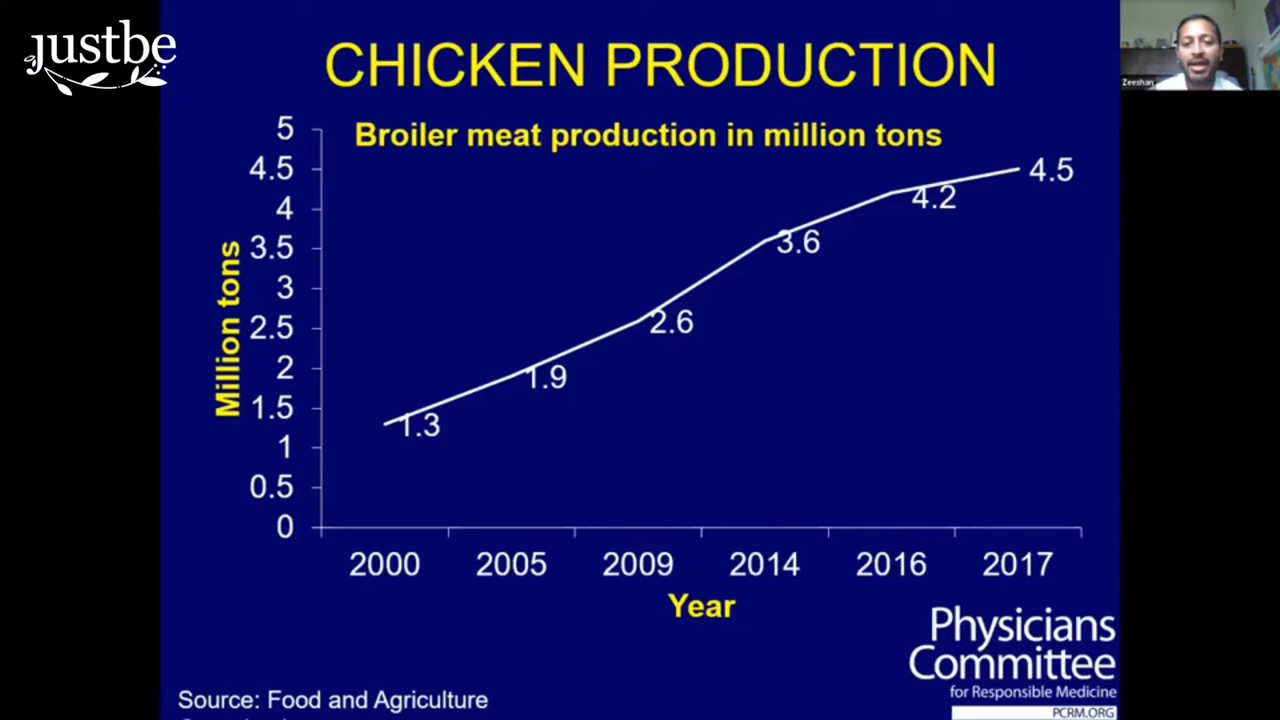 justbe
CHICKEN PRODUCTION
Zeeshan
Broiler meat production in million tons
5
4.5
4
3.5
3
2.5
2
1.5
1
0.5
0
Million tons
1.3
1.9
2.6
3.6
4.2
4.5
2000 2005 2009 2014 2016 2017
Year
Physicians
Committee
for Responsible Medicine
PCRM.ORG
Source: Food and Agriculture